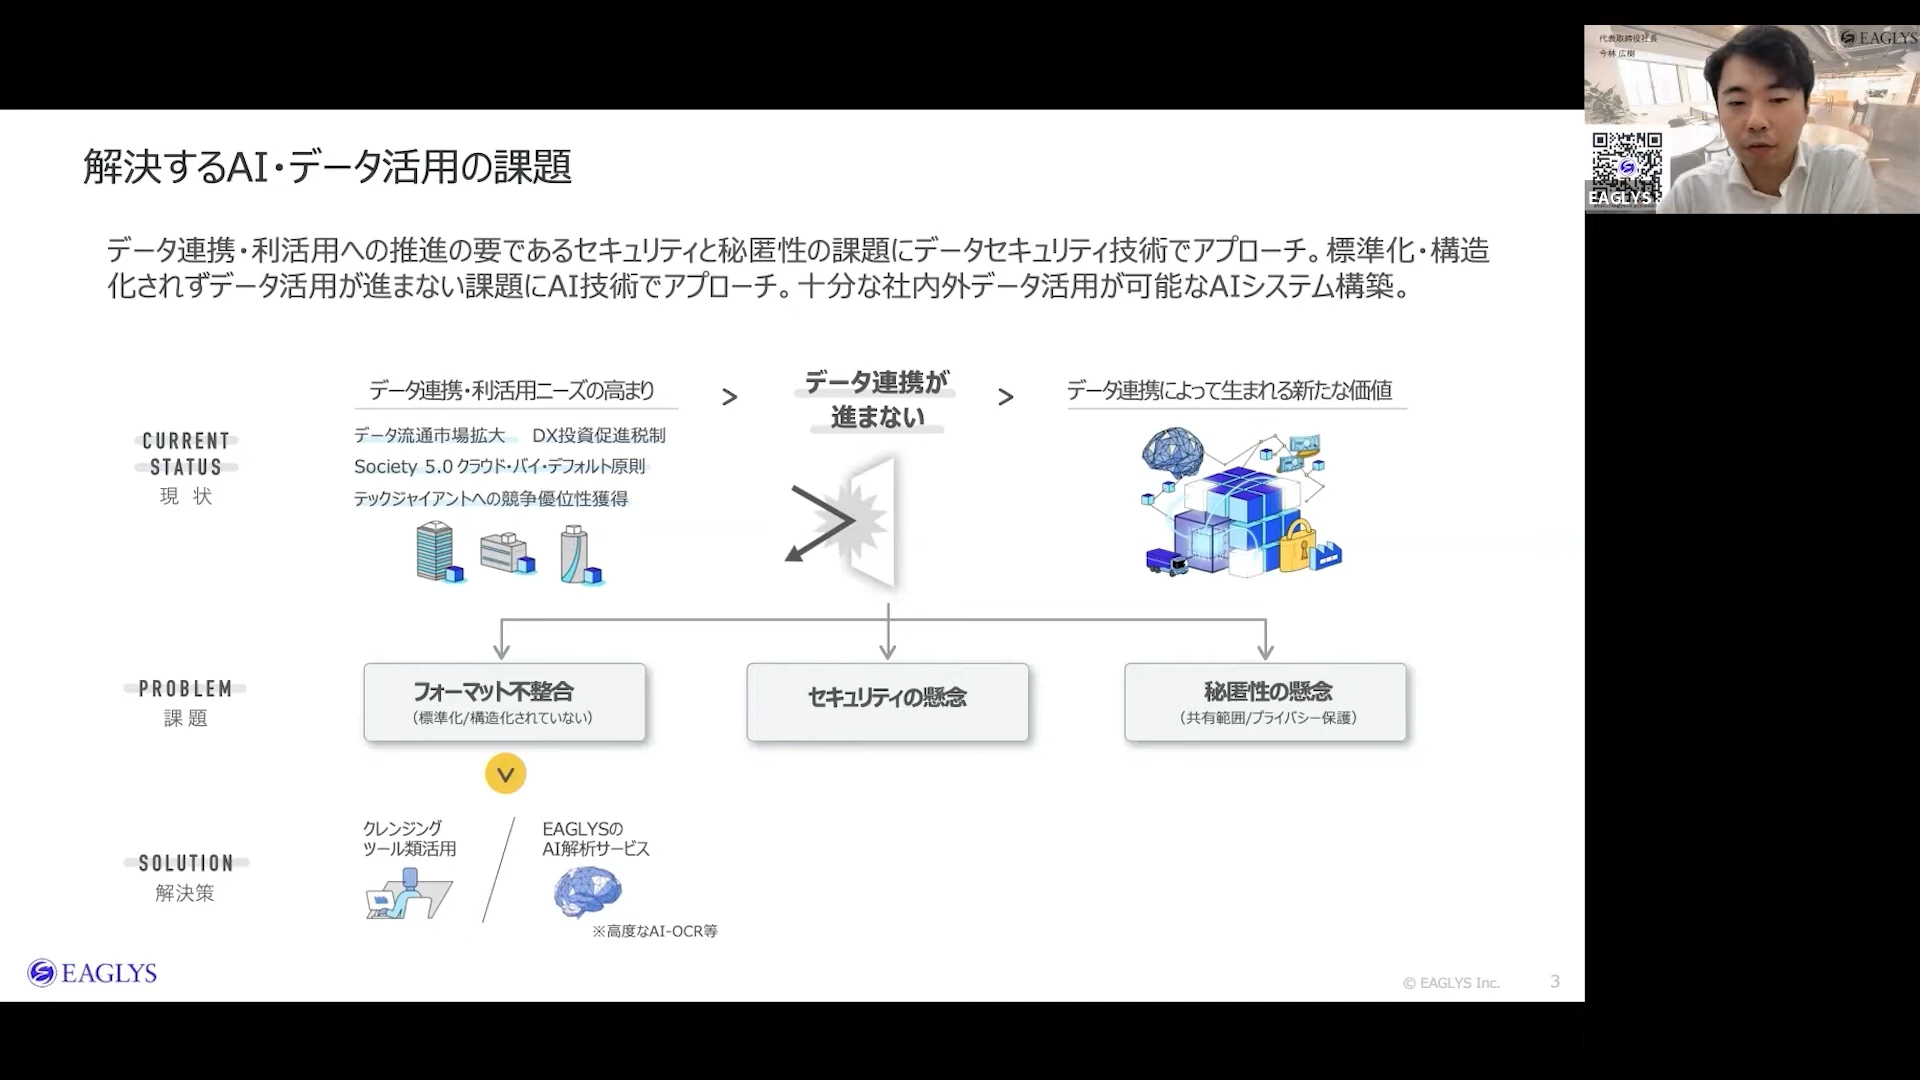 解決するAI・データ活用の課題
データ連携・利活用への推進の要であるセキュリティと秘匿性の課題にデータセキュリティ技術でアプローチ。標準化・構造
化されずデータ活用が進まない課題にAI技術でアプローチ。十分な社内外データ活用が可能なAIシステム構築。
CURRENT
STATUS
現 状
データ連携・利活用ニーズの高まり
>
データ連携が
進まない
>
データ連携によって生まれる新たな価値
データ流通市場拡大 DX投資促進税制
Society 5.0 クラウド・バイ・デフォルト原則
テックジャイアントへの競争優位性獲得
PROBLEM
課 題
フォーマット不整合
（標準化/構造化されていない）
セキュリティの懸念
秘匿性の懸念
（共有範囲/プライバシー保護）
SOLUTION
解決策
クレンジング
ツール類活用
EAGLYSの
AI解析サービス
※高度なAI-OCR等
EAGLYS
© EAGLYS Inc.
3
代表取締役社長
今林 広樹
EAGLYS
EAGLYS